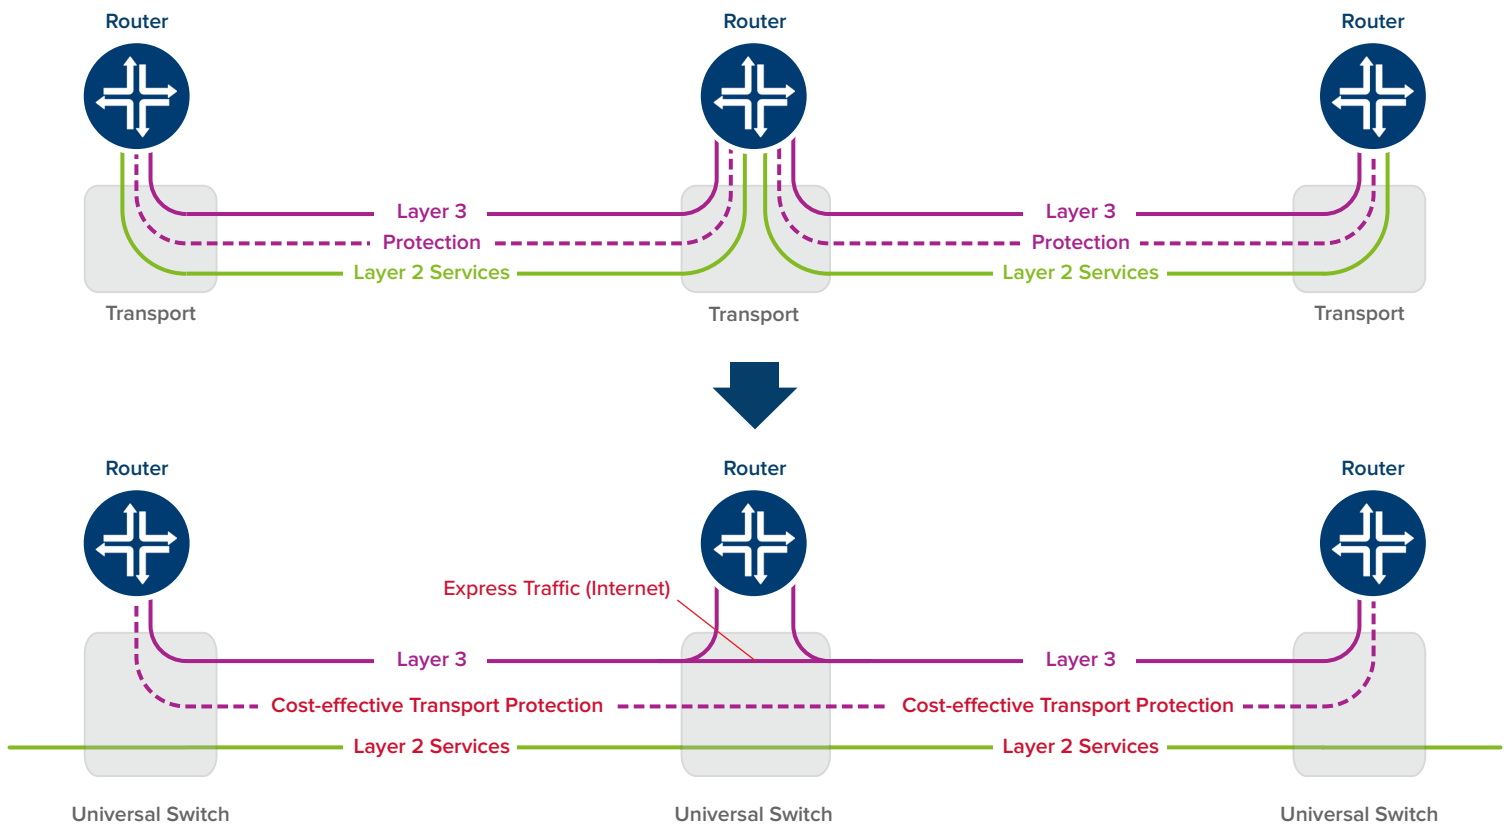 Router
Router
Router
Layer 3
Layer 3
Protection
Protection
Layer 2 Services
Layer 2 Services
Transport
Transport
Transport
Router
Router
Router
Express Traffic (Internet)
Layer 3
Layer 3
Cost-effective Transport Protection
Cost-effective Transport Protection
Layer 2 Services
Layer 2 Services
Universal Switch
Universal Switch
Universal Switch